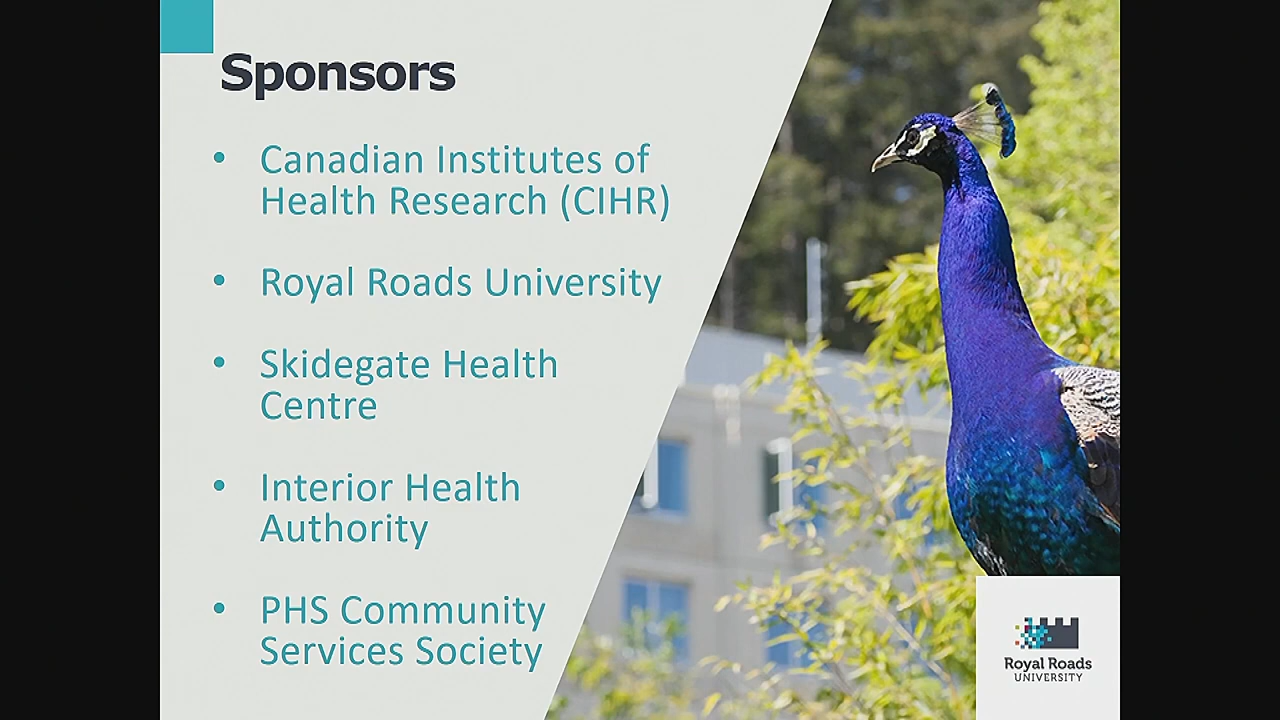 Sponsors
• Canadian Institutes of
Health Research (CIHR)
• Royal Roads University
• Skidegate Health
Centre
• Interior Health
Authority
• PHS Community
Services Society
Royal Roads
UNIVERSITY